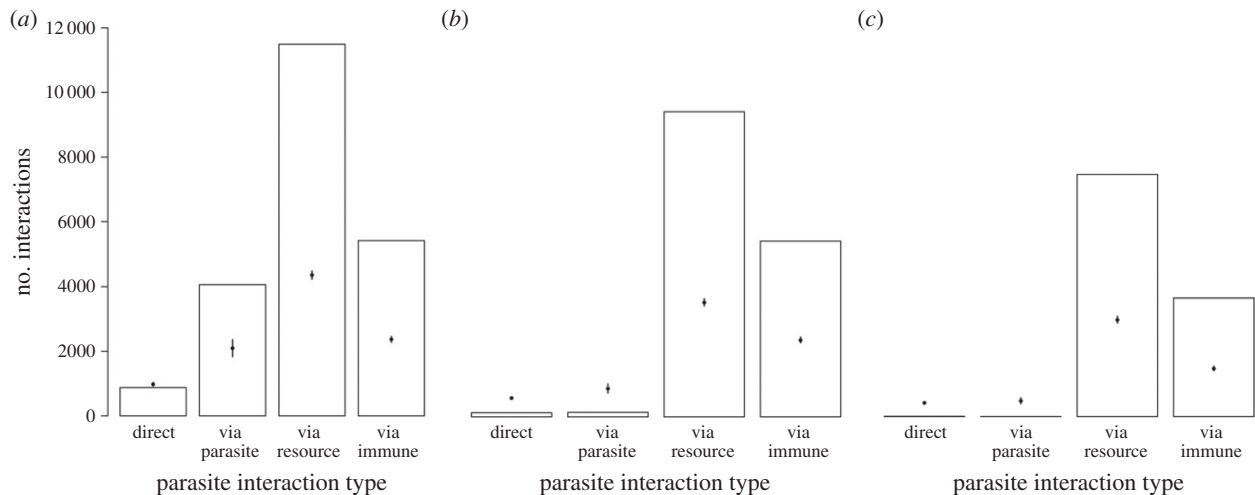 (a)
(b)
(c)
12 000
10 000
8000
6000
4000
2000
0
no. interactions
direct
via
parasite
via
resource
via
immune
parasite interaction type
direct
via
parasite
via
resource
via
immune
parasite interaction type
direct
via
parasite
via
resource
via
immune
parasite interaction type